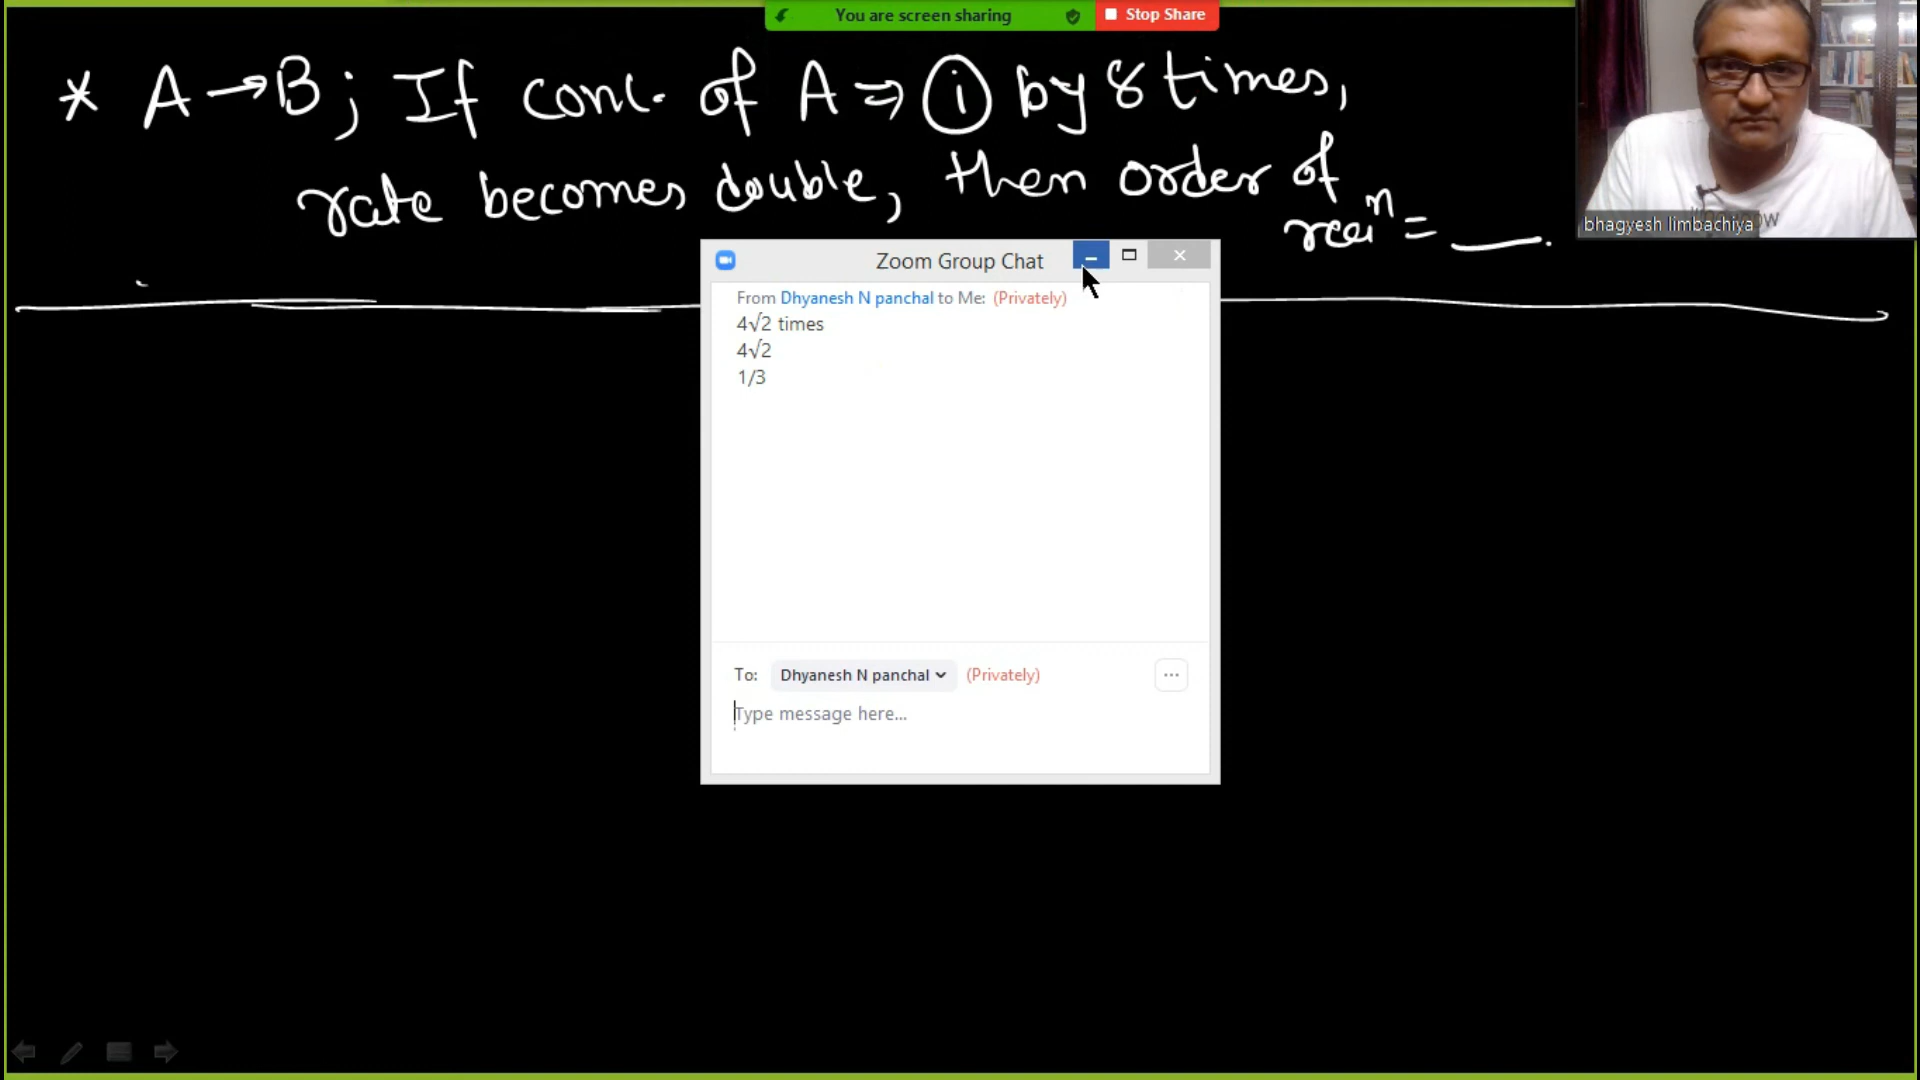 You are screen sharing Stop Share
* A→B; If conc. of A ⇒ ⓘ by 8 times,
rate becomes double, then order of
reaⁿ = ___.
bhagyesh limbachiya
Zoom Group Chat
From Dhyanesh N panchal to Me: (Privately)
4√2 times
4√2
1/3
To: Dhyanesh N panchal (Privately)
Type message here...